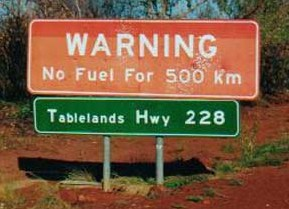 WARNING
No Fuel For 500 km
Tablelands Hwy 228